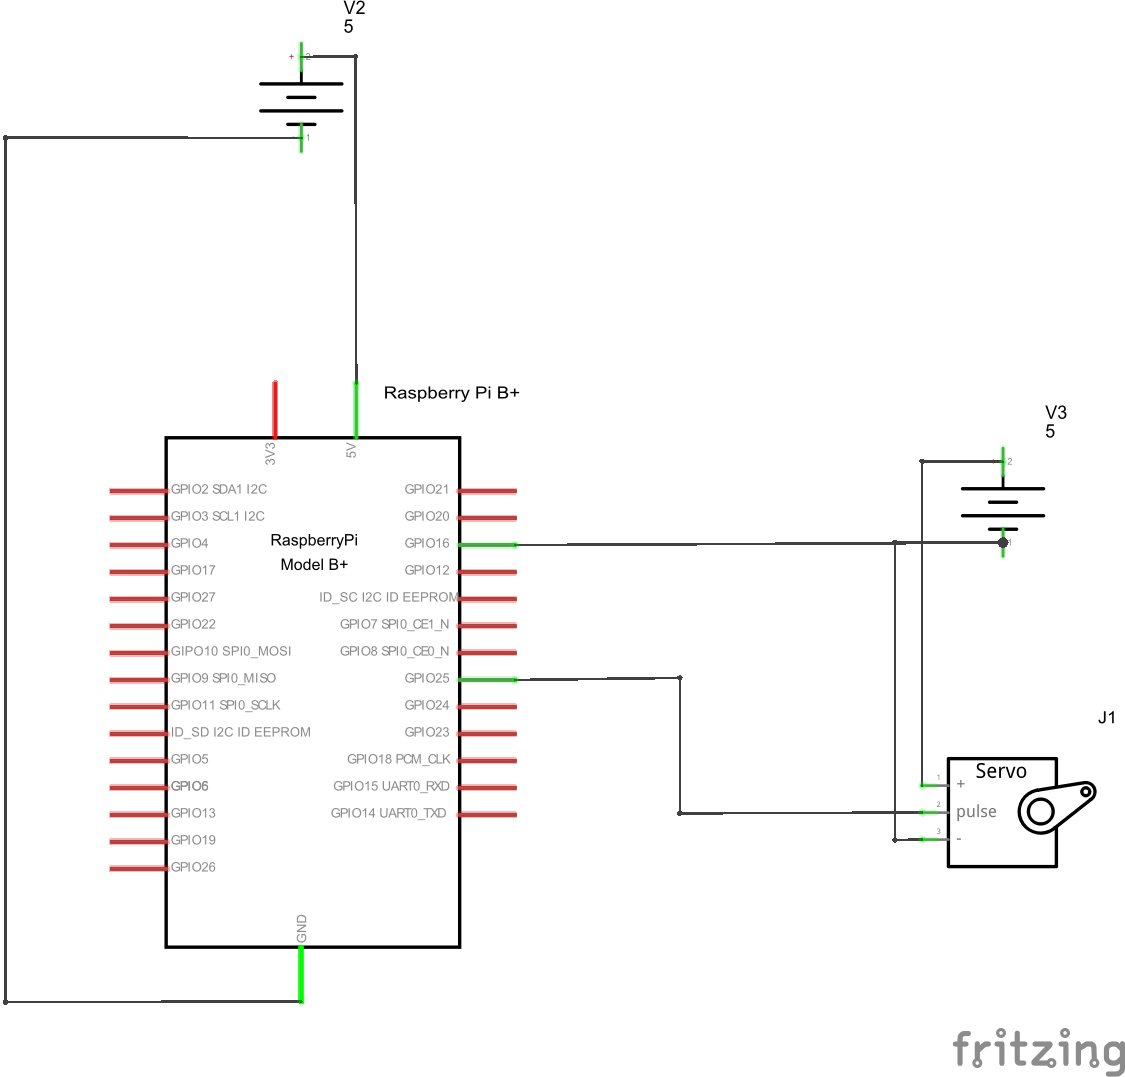 V2
5
+
2
1
Raspberry Pi B+
3V3
5V
V3
5
2
1
GPIO2 SDA1 I2C
GPIO21
GPIO3 SCL1 I2C
GPIO20
GPIO4
RaspberryPi
GPIO16
Model B+
GPIO17
GPIO12
GPIO27
ID_SC I2C ID EEPROM
GPIO22
GPIO7 SPI0_CE1_N
GIPO10 SPI0_MOSI
GPIO8 SPI0_CE0_N
GPIO9 SPI0_MISO
GPIO25
GPIO11 SPI0_SCLK
GPIO24
ID_SD I2C ID EEPROM
GPIO23
GPIO5
GPIO18 PCM_CLK
GPIO6
GPIO15 UART0_RXD
GPIO13
GPIO14 UART0_TXD
GPIO19
GPIO26
GND
J1
Servo
1
+
2
pulse
3
-
fritzing